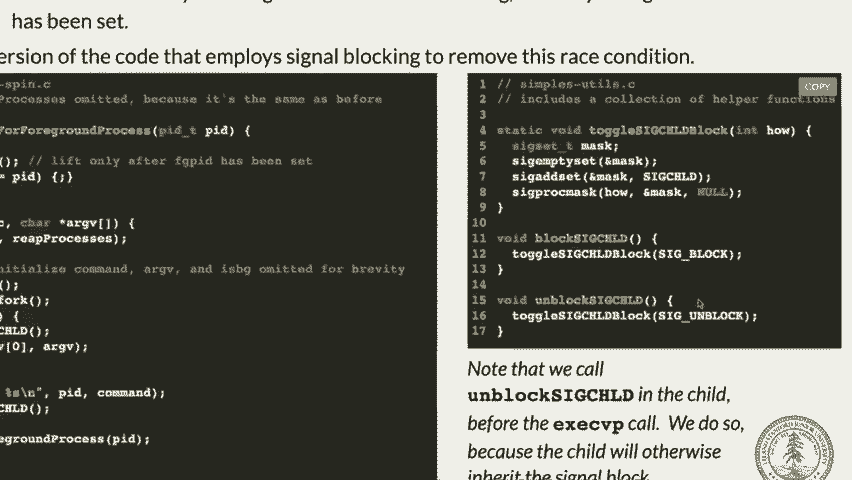 has been set.
ersion of the code that employs signal blocking to remove this race condition.
-spin.c
Processes omitted, because it's the same as before
ForForegroundProcess(pid_t pid) {
(); // lift only after fgpid has been set
= pid) {;}
c, char *argv[]) {
, reapProcesses);
nitialize command, argv, and isbg omitted for brevity
();
fork();
) {
CHLD();
v[0], argv);
%s\n", pid, command);
CHLD();
egroundProcess(pid);
COPY
1 // simples-utils.c
2 // includes a collection of helper functions
3
4 static void toggleSIGCHLDBlock(int how) {
5 sigset_t mask;
6 sigemptyset(&mask);
7 sigaddset(&mask, SIGCHLD);
8 sigprocmask(how, &mask, NULL);
9 }
10
11 void blockSIGCHLD() {
12 toggleSIGCHLDBlock(SIG_BLOCK);
13 }
14
15 void unblockSIGCHLD() {
16 toggleSIGCHLDBlock(SIG_UNBLOCK);
17 }
Note that we call
unblockSIGCHLD in the child,
before the execvp call. We do so,
because the child will otherwise
inherit the signal block.